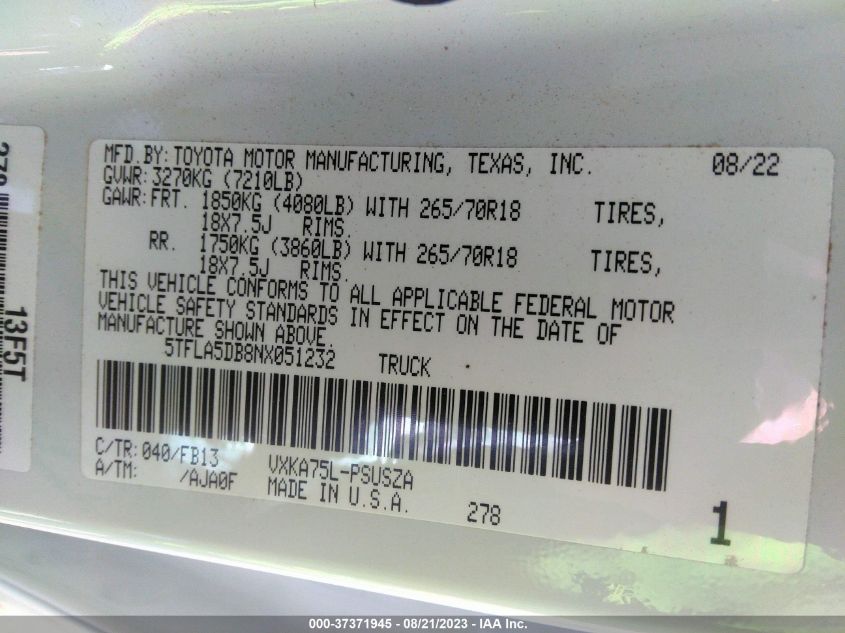 MFD.BY: TOYOTA MOTOR MANUFACTURING, TEXAS, INC. 08/22
GVWR: 3270KG (7210LB)
GAWR: FRT. 1850KG (4080LB) WITH 265/70R18 TIRES,
18X7.5J RIMS.
RR. 1750KG (3860LB) WITH 265/70R18 TIRES,
18X7.5J RIMS.
THIS VEHICLE CONFORMS TO ALL APPLICABLE FEDERAL MOTOR
VEHICLE SAFETY STANDARDS IN EFFECT ON THE DATE OF
MANUFACTURE SHOWN ABOVE.
5TFLA5DB8NX051232 TRUCK
C/TR: 040/FB13 VXKA75L-PSUSZA
A/TM: /AJA0F MADE IN U.S.A. 278 1
13F5T
000-37371945 - 08/21/2023 - IAA Inc.